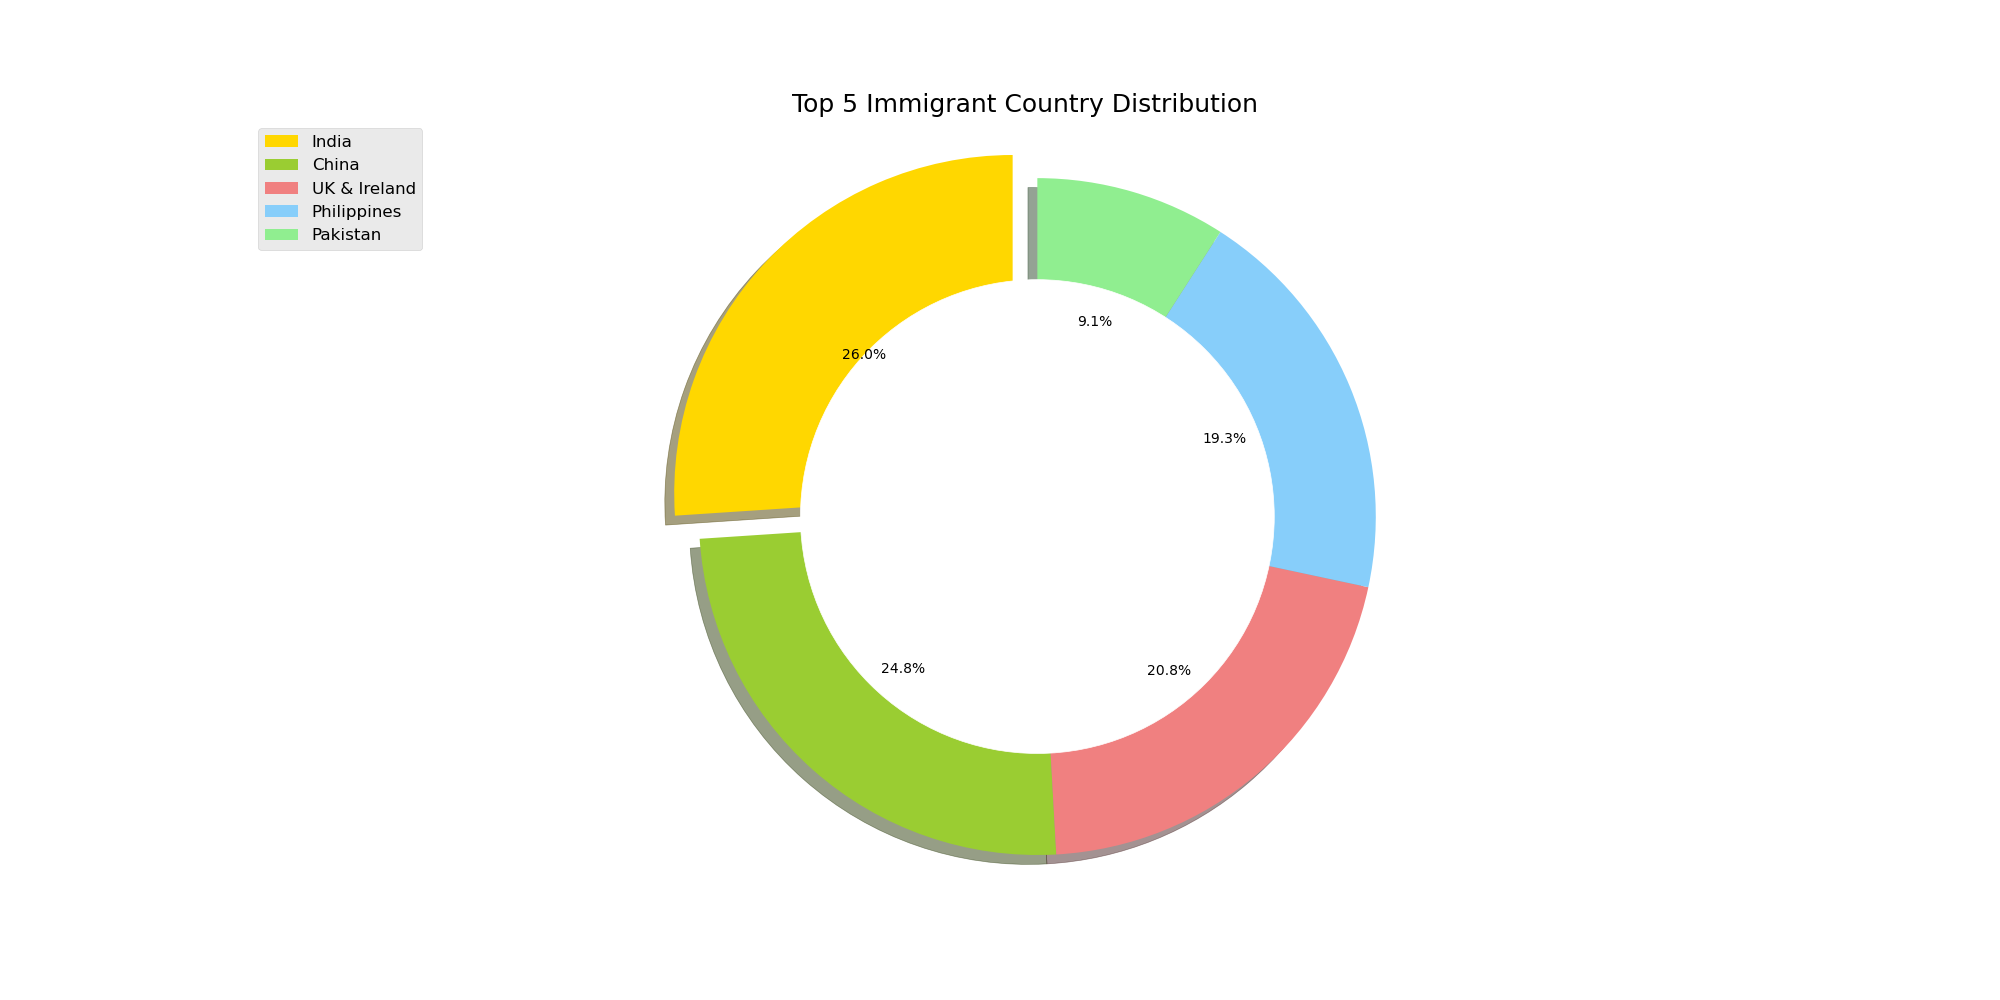 Top 5 Immigrant Country Distribution
India
China
UK & Ireland
Philippines
Pakistan
9.1%
26.0%
19.3%
24.8%
20.8%